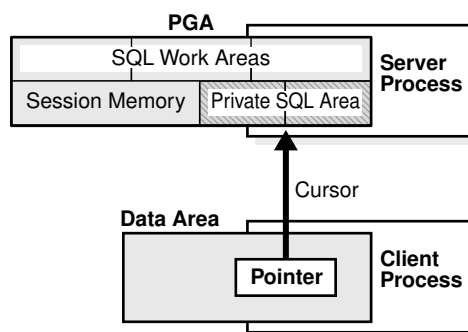 PGA
SQL Work Areas
Server
Process
Session Memory
Private SQL Area
Cursor
Data Area
Pointer
Client
Process